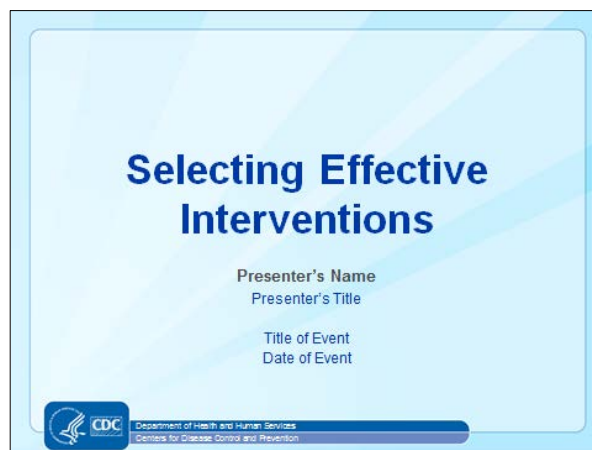 Selecting Effective
Interventions
Presenter's Name
Presenter's Title
Title of Event
Date of Event
CDC
Department of Health and Human Services
Centers for Disease Control and Prevention